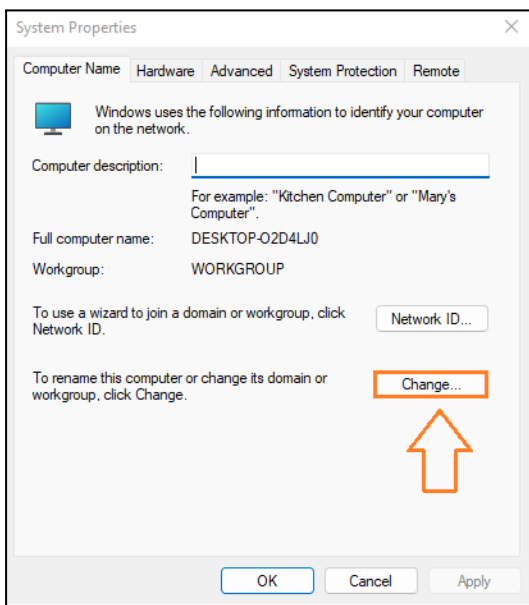 System Properties
Computer Name Hardware Advanced System Protection Remote
Windows uses the following information to identify your computer
on the network.
Computer description:
For example: "Kitchen Computer" or "Mary's
Computer".
Full computer name: DESKTOP-O2D4LJ0
Workgroup: WORKGROUP
To use a wizard to join a domain or workgroup, click
Network ID.
Network ID...
To rename this computer or change its domain or
workgroup, click Change.
Change...
OK Cancel Apply